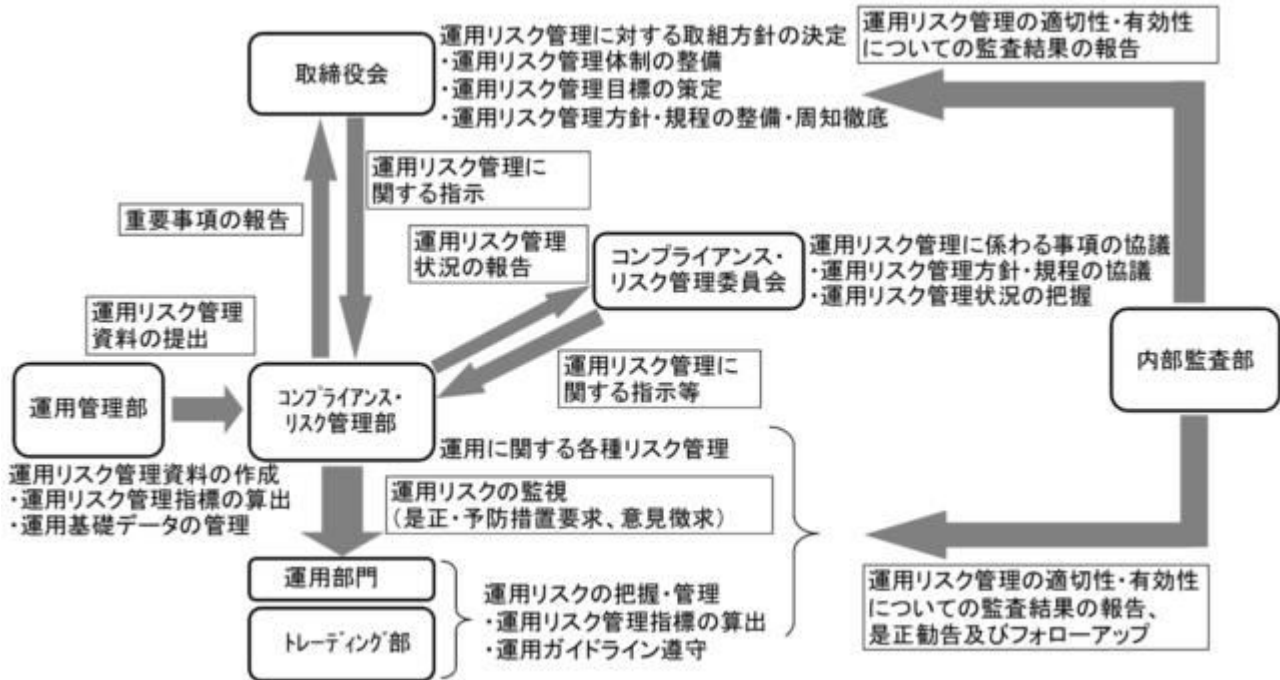 取締役会
運用リスク管理に対する取組方針の決定
・運用リスク管理体制の整備
・運用リスク管理目標の策定
・運用リスク管理方針・規程の整備・周知徹底
運用リスク管理の適切性・有効性
についての監査結果の報告
運用リスク管理に
関する指示
重要事項の報告
運用リスク管理
状況の報告
コンプライアンス・
リスク管理委員会
運用リスク管理に係わる事項の協議
・運用リスク管理方針・規程の協議
・運用リスク管理状況の把握
運用リスク管理
資料の提出
運用リスク管理に
関する指示等
内部監査部
運用管理部
コンプライアンス・
リスク管理部
運用に関する各種リスク管理
運用リスク管理資料の作成
・運用リスク管理指標の算出
・運用基礎データの管理
運用リスクの監視
（是正・予防措置要求、意見徴求）
運用部門
トレーディング部
運用リスクの把握・管理
・運用リスク管理指標の算出
・運用ガイドライン遵守
運用リスク管理の適切性・有効性
についての監査結果の報告、
是正勧告及びフォローアップ